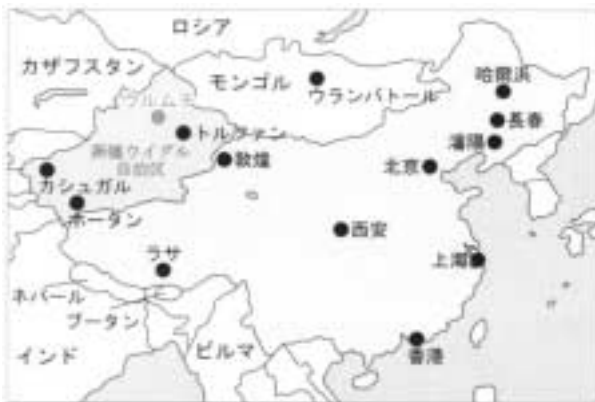 ロシア
カザフスタン
モンゴル
哈爾浜
ウルムチ
ウランバートール
長春
トルファン
瀋陽
新疆ウイグル
自治区
敦煌
北京
カシュガル
ホータン
西安
ラサ
上海
ネパール
ブータン
インド
ビルマ
香港